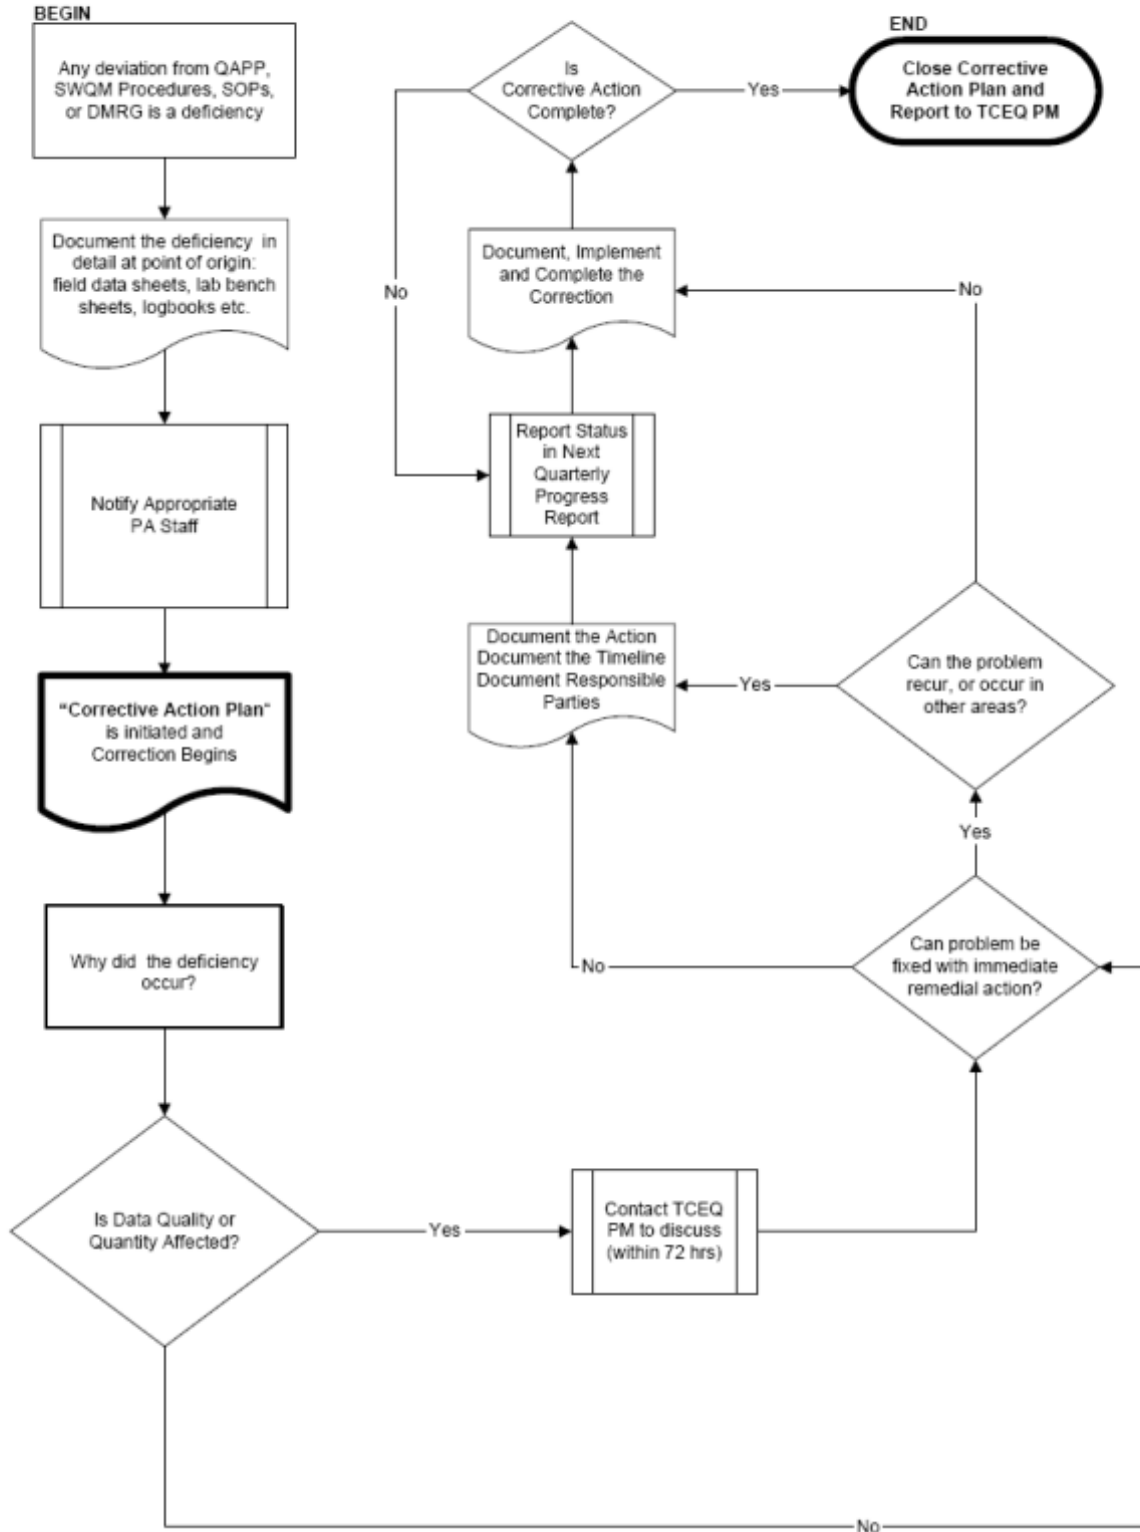 BEGIN
Any deviation from QAPP,
SWQM Procedures, SOPs,
or DMRG is a deficiency
Document the deficiency in
detail at point of origin:
field data sheets, lab bench
sheets, logbooks etc.
Notify Appropriate
PA Staff
“Corrective Action Plan"
is initiated and
Correction Begins
Why did the deficiency
occur?
Is Data Quality or
Quantity Affected?
Yes
No
Contact TCEQ
PM to discuss
(within 72 hrs)
Can problem be
fixed with immediate
remedial action?
Yes
No
Can the problem
recur, or occur in
other areas?
Yes
No
Document the Action
Document the Timeline
Document Responsible
Parties
Report Status
in Next
Quarterly
Progress
Report
Document, Implement
and Complete the
Correction
Is
Corrective Action
Complete?
No
Yes
END
Close Corrective
Action Plan and
Report to TCEQ PM